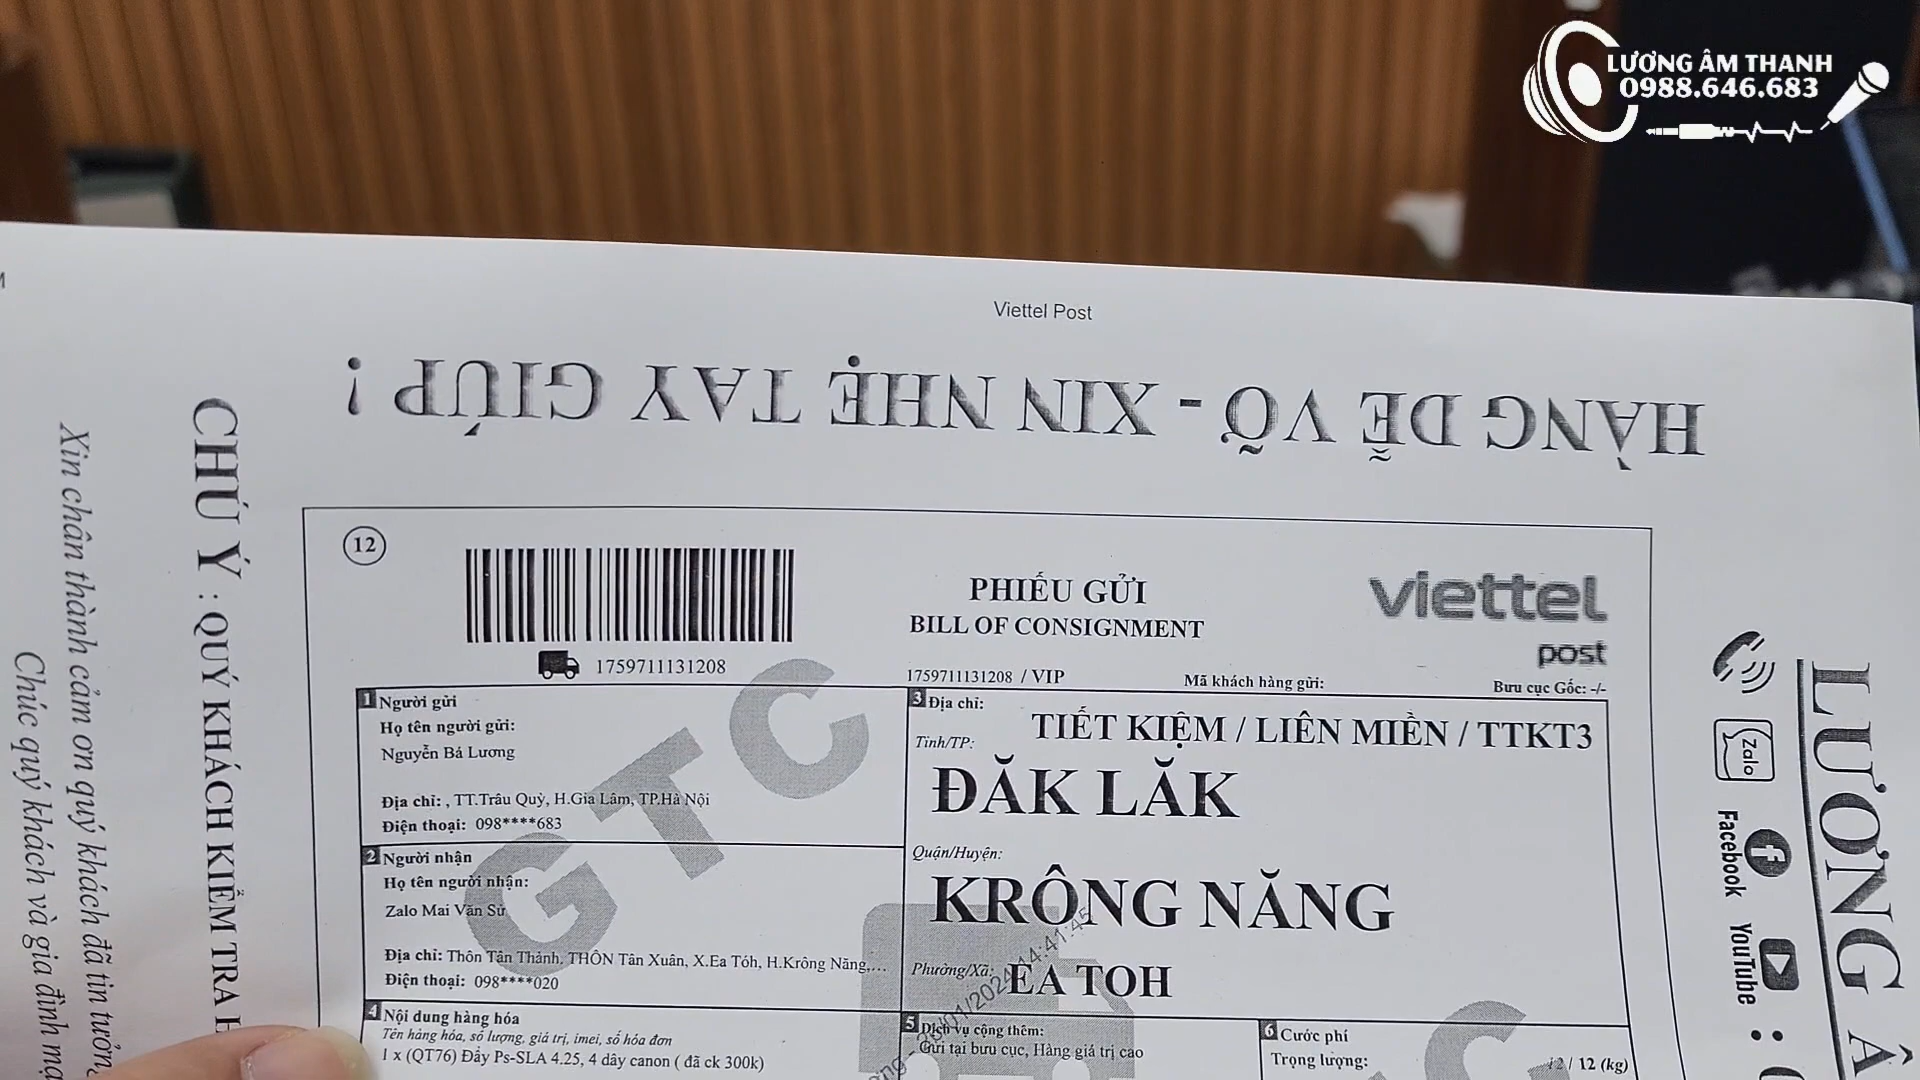 LƯƠNG ÂM THANH
0988.646.683
Viettel Post
HÀNG DỄ VỠ - XIN NHẸ TAY GIÚP !
CHÚ Ý : QUÝ KHÁCH KIỂM TRA
Xin chân thành cảm ơn quý khách đã tin tưởng
Chúc quý khách và gia đình
12
1759711131208
PHIẾU GỬI
BILL OF CONSIGNMENT
viettel
post
1759711131208 / VIP
Mã khách hàng gửi:
Bưu cục Gốc: -/-
1 Người gửi
Họ tên người gửi:
Nguyễn Bá Lương
Địa chỉ: , TT.Trâu Quỳ, H.Gia Lâm, TP.Hà Nội
Điện thoại: 098****683
2 Người nhận
Họ tên người nhận:
Zalo Mai Văn Sử
Địa chỉ: Thôn Tân Thành, THÔN Tân Xuân, X.Ea Tóh, H.Krông Năng,...
Điện thoại: 098****020
3 Địa chỉ:
TIẾT KIỆM / LIÊN MIỀN / TTKT3
Tỉnh/TP:
ĐĂK LĂK
Quận/Huyện:
KRÔNG NĂNG
Phường/Xã: EA TOH
4 Nội dung hàng hóa
Tên hàng hóa, số lượng, giá trị, imei, số hóa đơn
1 x (QT76) Đẩy Ps-SLA 4.25, 4 dây canon ( đã ck 300k)
5 Dịch vụ cộng thêm:
Gửi tại bưu cục, Hàng giá trị cao
6 Cước phí
Trọng lượng: 12 / 12 (kg)
GTC
LƯƠNG Â
Zalo
Facebook
YouTube
: